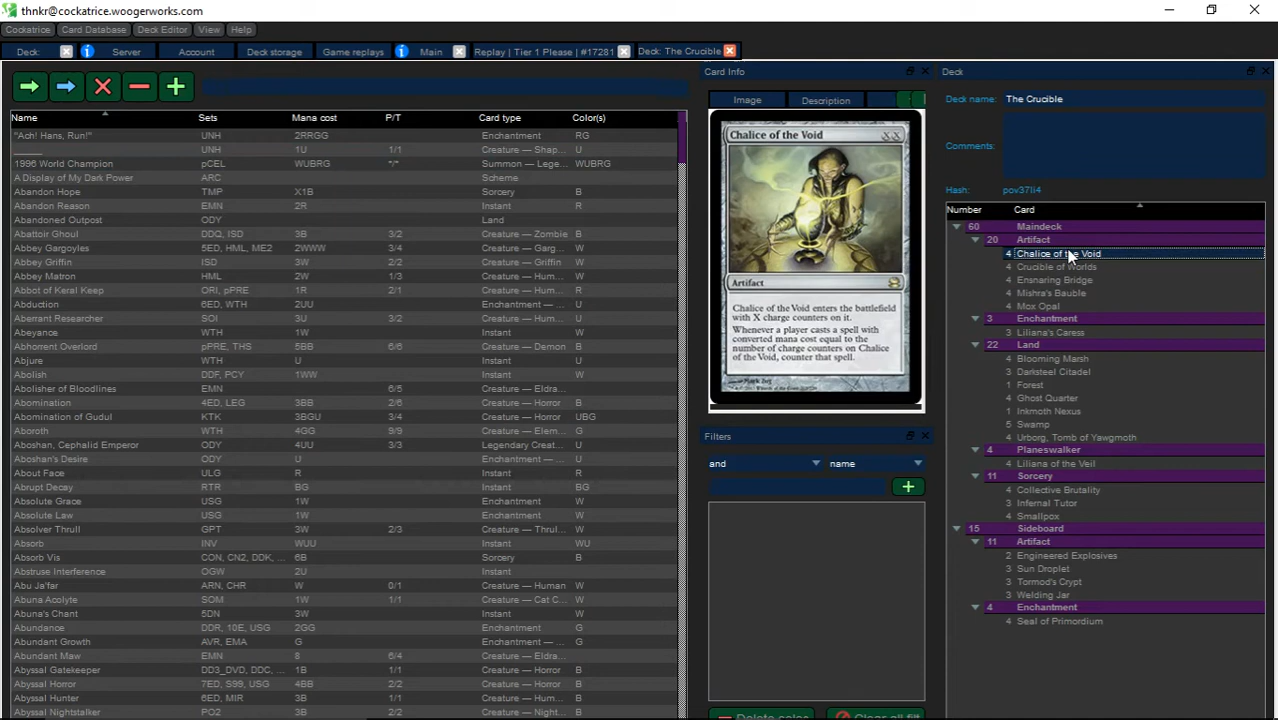 thnkr@cockatrice.woogerworks.com
Cockatrice Card Database Deck Editor View Help
Deck: Server Account Deck storage Game replays Main Replay | Tier 1 Please | #17281 Deck: The Crucible
Name Sets Mana cost P/T Card type Color(s)
"Ach! Hans, Run!" UNH 2RRGG Enchantment RG
UNH 1U 1/1 Creature — Shap... U
1996 World Champion pCEL WUBRG */* Summon — Lege... WUBRG
A Display of My Dark Power ARC Scheme
Abandon Hope TMP X1B Sorcery B
Abandon Reason EMN 2R Instant R
Abandoned Outpost ODY Land
Abattoir Ghoul DDQ, ISD 3B 3/2 Creature — Zombie B
Abbey Gargoyles 5ED, HML, ME2 2WWW 3/4 Creature — Garg... W
Abbey Griffin ISD 3W 2/2 Creature — Griffin W
Abbey Matron HML 2W 1/3 Creature — Hum... W
Abbot of Keral Keep ORI, pPRE 1R 2/1 Creature — Hum... R
Abduction 6ED, WTH 2UU Enchantment U
Aberrant Researcher SOI 3U 3/2 Creature — Hum... U
Abeyance WTH 1W Instant W
Abhorrent Overlord pPRE, THS 5BB 6/6 Creature — Demon B
Abjure WTH U Instant U
Abolish DDF, PCY 1WW Instant W
Abolisher of Bloodlines EMN 6/5 Creature — Eldra...
Abomination 4ED, LEG 3BB 2/6 Creature — Horror B
Abomination of Gudul KTK 3BGU 3/4 Creature — Horror UBG
Aboroth WTH 4GG 9/9 Creature — Elem... G
Aboshan, Cephalid Emperor ODY 4UU 3/3 Legendary Creat... U
Aboshan's Desire ODY U Enchantment —... U
About Face ULG R Instant R
Abrupt Decay RTR BG Instant BG
Absolute Grace USG 1W Enchantment W
Absolute Law USG 1W Enchantment W
Absolver Thrull GPT 3W 2/3 Creature — Thrul... W
Absorb INV WUU Instant WU
Absorb Vis CON, CN2, DDK, ... 6B Sorcery B
Abstruse Interference OGW 2U Instant
Abu Ja'far ARN, CHR W 0/1 Creature — Human W
Abuna Acolyte SOM 1W 1/1 Creature — Cat C... W
Abuna's Chant 5DN 3W Instant W
Abundance DDR, 10E, USG 2GG Enchantment G
Abundant Growth AVR, EMA G Enchantment —... G
Abundant Maw EMN 8 6/4 Creature — Eldra...
Abyssal Gatekeeper DD3_DVD, DDC, ... 1B 1/1 Creature — Horror B
Abyssal Horror 7ED, S99, USG 4BB 2/2 Creature — Horror B
Abyssal Hunter 6ED, MIR 3B 1/1 Creature — Hum... B
Abyssal Nightstalker PO2 3B 2/2 Creature — Night... B
Card Info
Image Description
Chalice of the Void XX
Artifact
Chalice of the Void enters the battlefield
with X charge counters on it.
Whenever a player casts a spell with
converted mana cost equal to the
number of charge counters on Chalice
of the Void, counter that spell.
Filters
and name
Delete selec Clear all filt
Deck
Deck name: The Crucible
Comments:
Hash: pov37ll4
Number Card
60 Maindeck
20 Artifact
4 Chalice of the Void
4 Crucible of Worlds
4 Ensnaring Bridge
4 Mishra's Bauble
4 Mox Opal
3 Enchantment
3 Liliana's Caress
22 Land
4 Blooming Marsh
3 Darksteel Citadel
1 Forest
4 Ghost Quarter
1 Inkmoth Nexus
5 Swamp
4 Urborg, Tomb of Yawgmoth
4 Planeswalker
4 Liliana of the Veil
11 Sorcery
4 Collective Brutality
3 Infernal Tutor
4 Smallpox
15 Sideboard
11 Artifact
2 Engineered Explosives
3 Sun Droplet
3 Tormod's Crypt
3 Welding Jar
4 Enchantment
4 Seal of Primordium